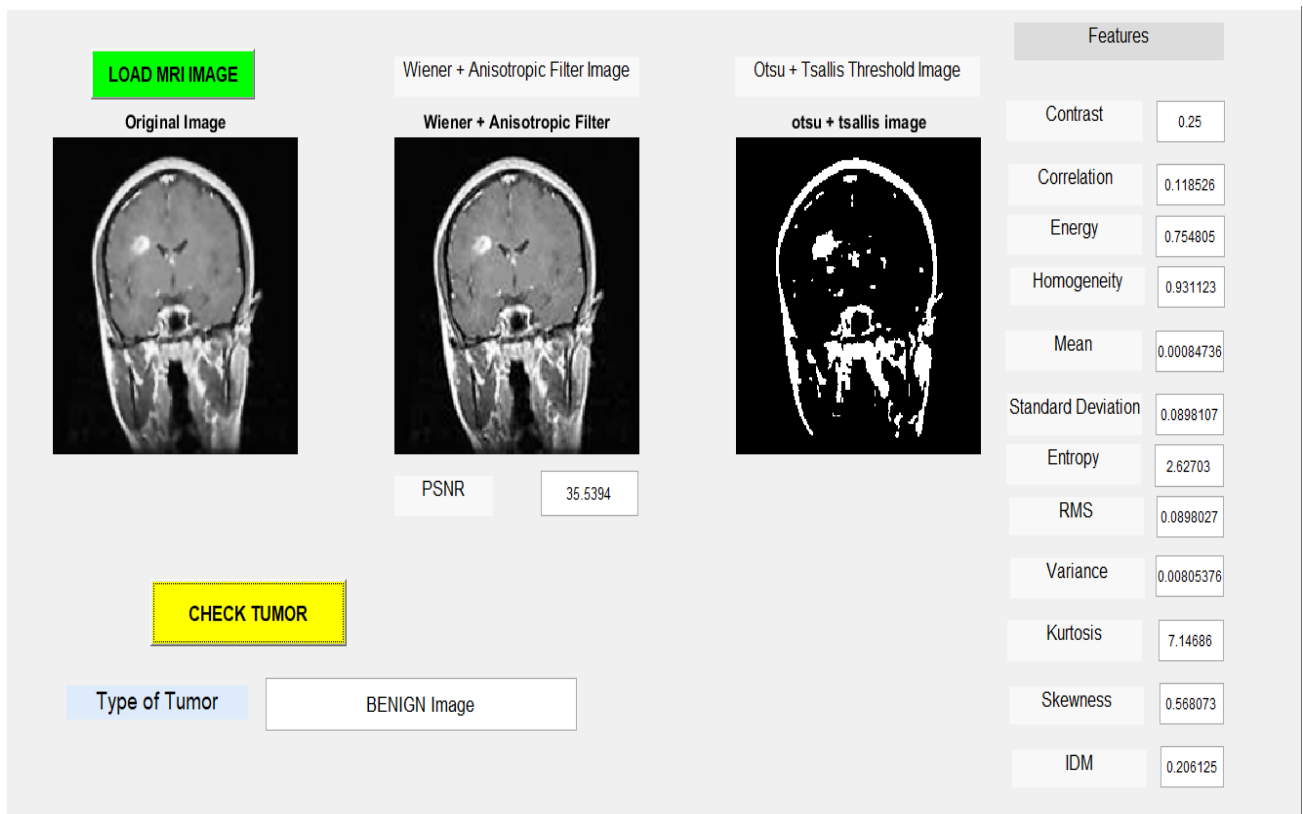 LOAD MRI IMAGE
Original Image
Wiener + Anisotropic Filter Image
Wiener + Anisotropic Filter
Otsu + Tsallis Threshold Image
otsu + tsallis image
PSNR
35.5394
CHECK TUMOR
Type of Tumor
BENIGN Image
Features
Contrast
0.25
Correlation
0.118526
Energy
0.754805
Homogeneity
0.931123
Mean
0.00084736
Standard Deviation
0.0898107
Entropy
2.62703
RMS
0.0898027
Variance
0.00805376
Kurtosis
7.14686
Skewness
0.568073
IDM
0.206125